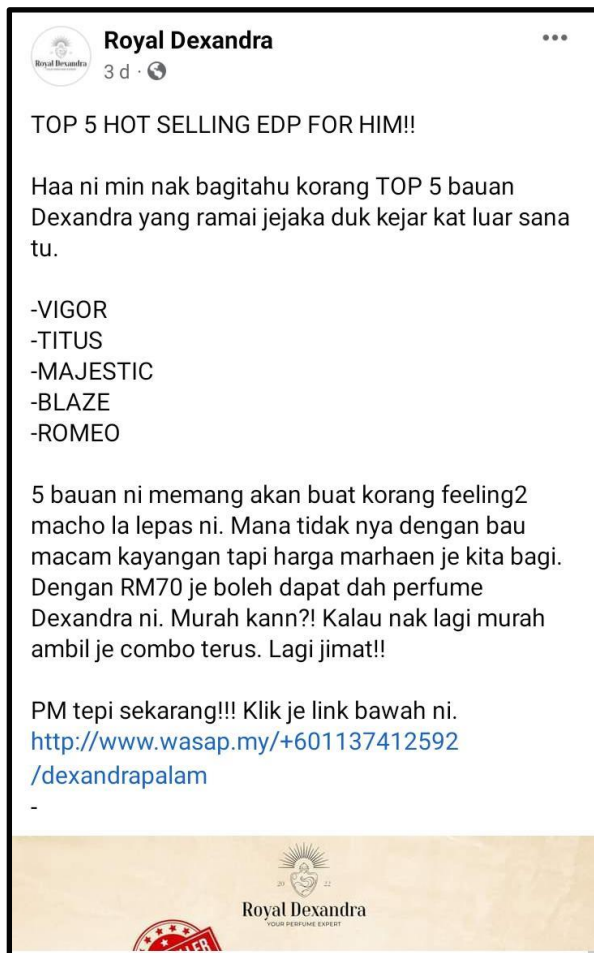 Royal Dexandra
Royal Dexandra
3 d ·
TOP 5 HOT SELLING EDP FOR HIM!!
Haa ni min nak bagitahu korang TOP 5 bauan
Dexandra yang ramai jejaka duk kejar kat luar sana
tu.
-VIGOR
-TITUS
-MAJESTIC
-BLAZE
-ROMEO
5 bauan ni memang akan buat korang feeling2
macho la lepas ni. Mana tidak nya dengan bau
macam kayangan tapi harga marhaen je kita bagi.
Dengan RM70 je boleh dapat dah perfume
Dexandra ni. Murah kann?! Kalau nak lagi murah
ambil je combo terus. Lagi jimat!!
PM tepi sekarang!!! Klik je link bawah ni.
http://www.wasap.my/+601137412592
/dexandrapalam
-
20 22
Royal Dexandra
YOUR PERFUME EXPERT